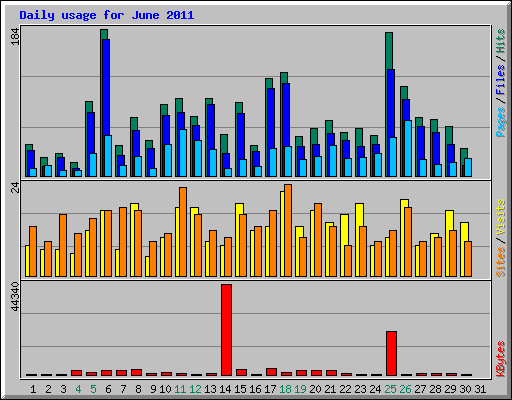 Daily usage for June 2011
184
Pages / Files / Hits
24
Sites / Visits
44340
KBytes
1 2 3 4 5 6 7 8 9 10 11 12 13 14 15 16 17 18 19 20 21 22 23 24 25 26 27 28 29 30 31